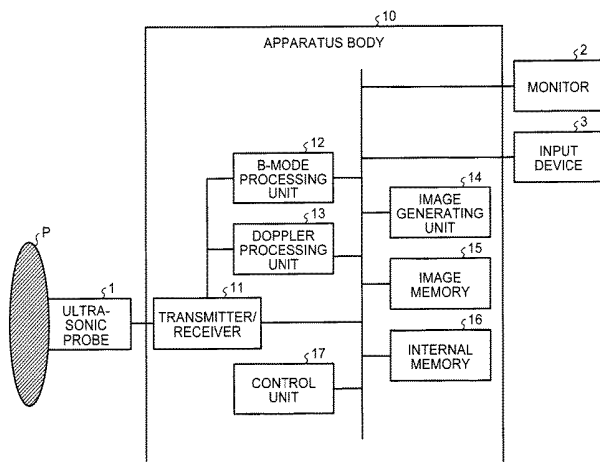 10
APPARATUS BODY
2
MONITOR
3
INPUT
DEVICE
12
B-MODE
PROCESSING
UNIT
14
IMAGE
GENERATING
UNIT
13
DOPPLER
PROCESSING
UNIT
15
IMAGE
MEMORY
P
1
ULTRA-
SONIC
PROBE
11
TRANSMITTER/
RECEIVER
16
INTERNAL
MEMORY
17
CONTROL
UNIT